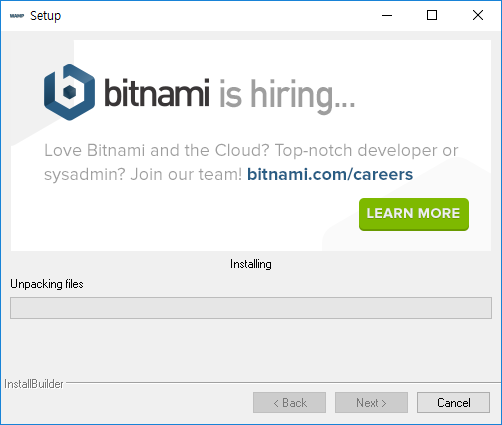 WAMP Setup
bitnami is hiring...
Love Bitnami and the Cloud? Top-notch developer or
sysadmin? Join our team! bitnami.com/careers
LEARN MORE
Installing
Unpacking files
InstallBuilder
< Back Next > Cancel